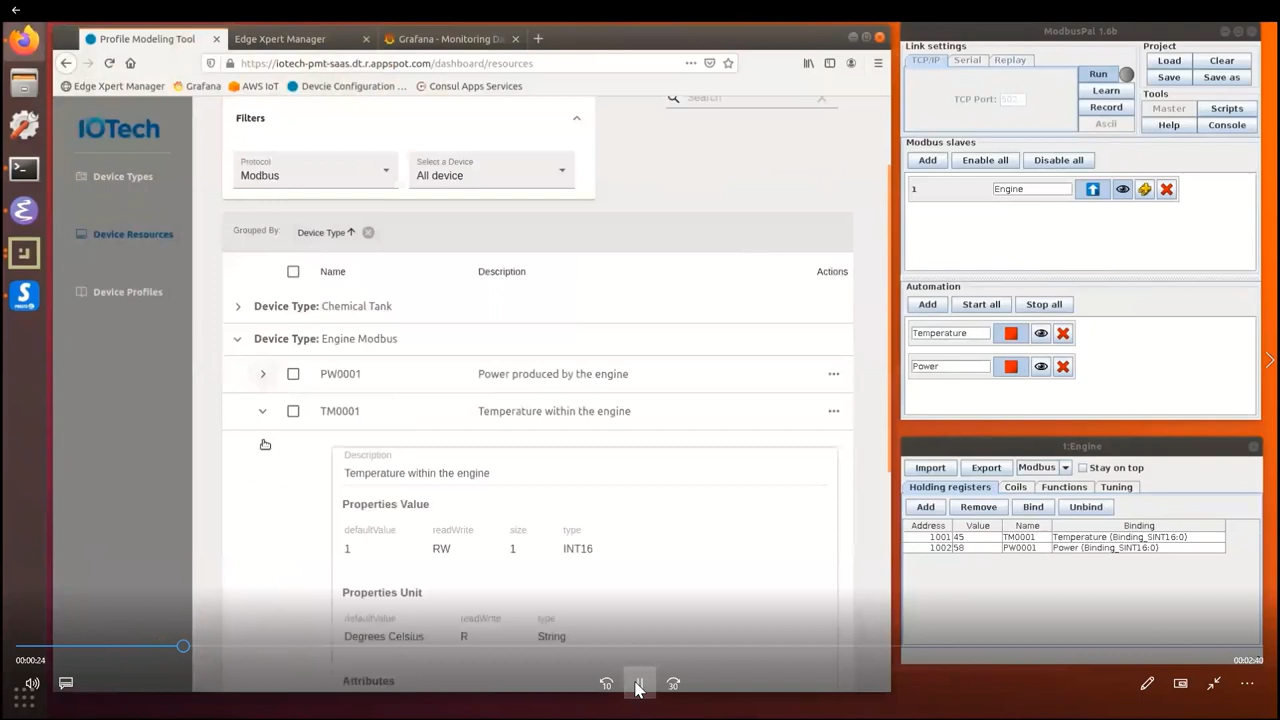 Profile Modeling Tool
Edge Xpert Manager
Grafana - Monitoring Da
https://iotech-pmt-saas.dt.r.appspot.com/dashboard/resources
Edge Xpert Manager
Grafana
AWS IoT
Devcie Configuration ...
Consul App Services
IOTech
Device Types
Device Resources
Device Profiles
Search
Filters
Protocol
Modbus
Select a Device
All device
Grouped By:
Device Type
Name
Description
Actions
Device Type: Chemical Tank
Device Type: Engine Modbus
PW0001
Power produced by the engine
TM0001
Temperature within the engine
Description
Temperature within the engine
Properties Value
defaultValue readWrite size type
1 RW 1 INT16
Properties Unit
defaultValue readWrite type
Degrees Celsius R String
Attributes
ModbusPal 1.6b
Link settings
TCP/IP Serial Replay
TCP Port: 502
Run
Learn
Record
Ascii
Project
Load Clear
Save Save as
Tools
Master Scripts
Help Console
Modbus slaves
Add Enable all Disable all
1 Engine
Automation
Add Start all Stop all
Temperature
Power
1:Engine
Import Export Modbus Stay on top
Holding registers Coils Functions Tuning
Add Remove Bind Unbind
Address Value Name Binding
1001 45 TM0001 Temperature (Binding_SINT16:0)
1002 58 PW0001 Power (Binding_SINT16:0)
00:00:24
00:02:40
10
30